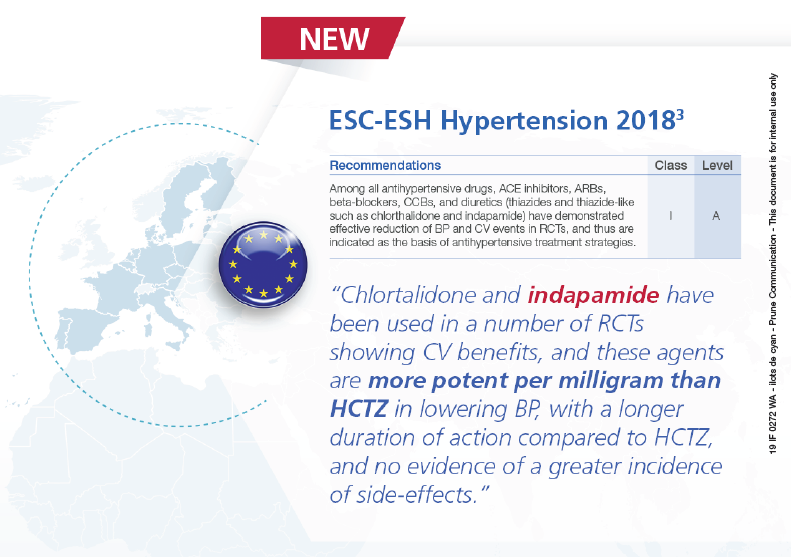 NEW
ESC-ESH Hypertension 2018³
Recommendations Class Level
Among all antihypertensive drugs, ACE inhibitors, ARBs,
beta-blockers, CCBs, and diuretics (thiazides and thiazide-like
such as chlorthalidone and indapamide) have demonstrated
effective reduction of BP and CV events in RCTs, and thus are
indicated as the basis of antihypertensive treatment strategies.
I A
“Chlortalidone and indapamide have
been used in a number of RCTs
showing CV benefits, and these agents
are more potent per milligram than
HCTZ in lowering BP, with a longer
duration of action compared to HCTZ,
and no evidence of a greater incidence
of side-effects.”
19 IF 0272 WA - ilots de cyan - Prune Communication - This document is for internal use only